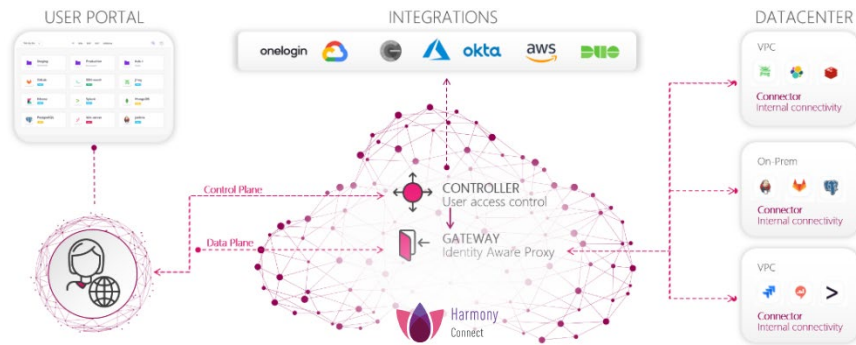 USER PORTAL
INTEGRATIONS
DATACENTER
onelogin
okta
aws
DUO
VPC
Connector
Internal connectivity
Control Plane
CONTROLLER
User access control
On-Prem
Connector
Internal connectivity
Data Plane
GATEWAY
Identity Aware Proxy
VPC
Connector
Internal connectivity
Harmony
Connect